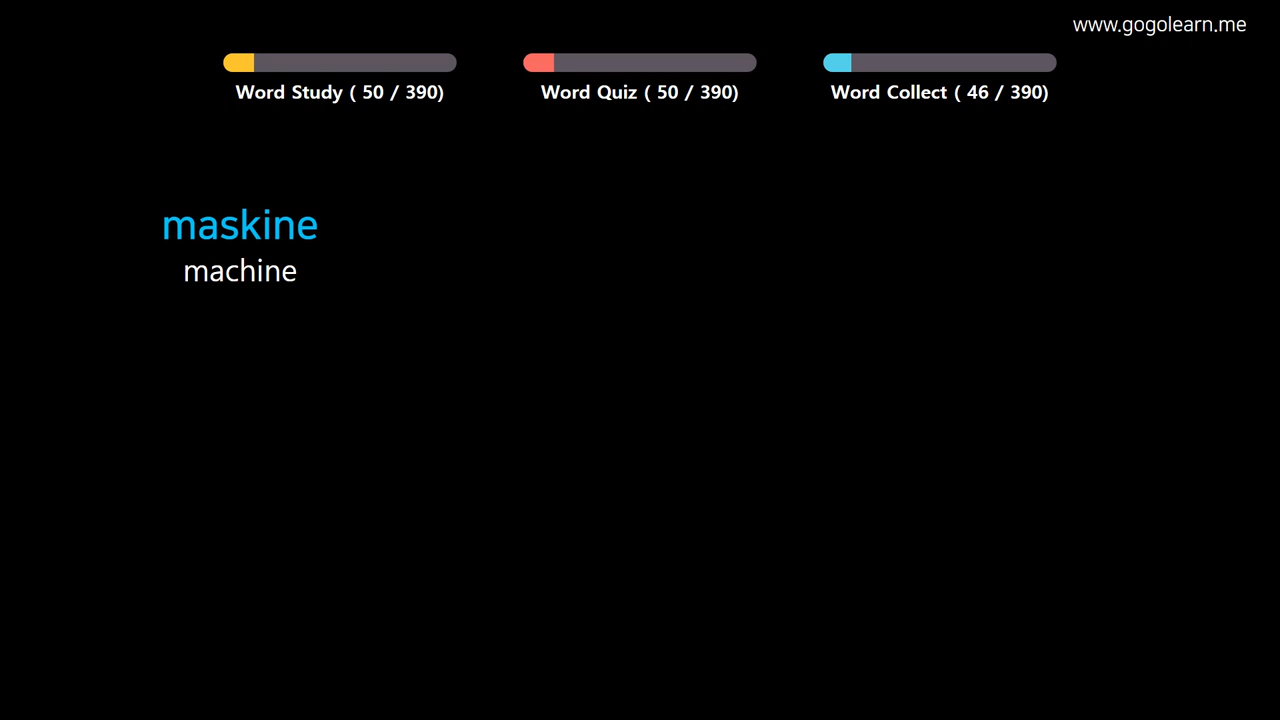 www.gogolearn.me
Word Study ( 50 / 390)
Word Quiz ( 50 / 390)
Word Collect ( 46 / 390)
maskine
machine